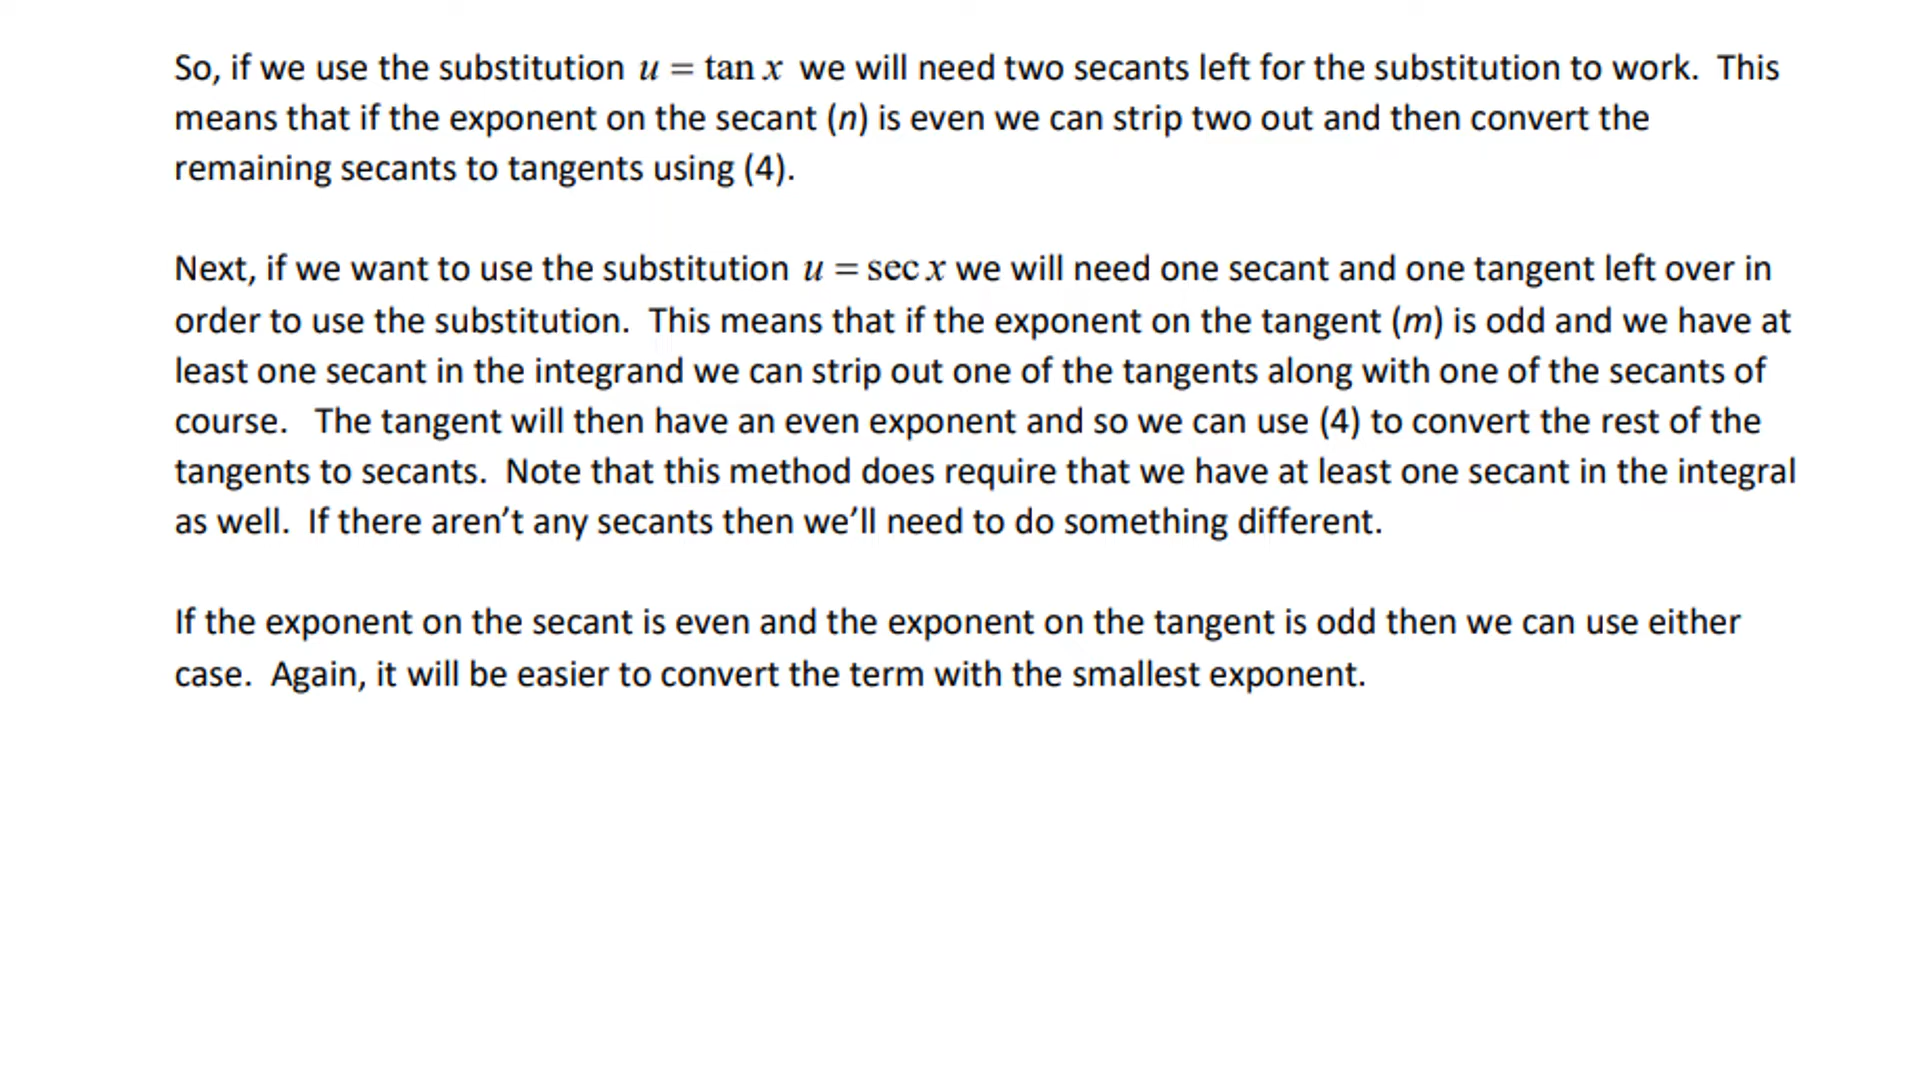 So, if we use the substitution u = tan x we will need two secants left for the substitution to work. This
means that if the exponent on the secant (n) is even we can strip two out and then convert the
remaining secants to tangents using (4).
Next, if we want to use the substitution u = sec x we will need one secant and one tangent left over in
order to use the substitution. This means that if the exponent on the tangent (m) is odd and we have at
least one secant in the integrand we can strip out one of the tangents along with one of the secants of
course. The tangent will then have an even exponent and so we can use (4) to convert the rest of the
tangents to secants. Note that this method does require that we have at least one secant in the integral
as well. If there aren’t any secants then we’ll need to do something different.
If the exponent on the secant is even and the exponent on the tangent is odd then we can use either
case. Again, it will be easier to convert the term with the smallest exponent.